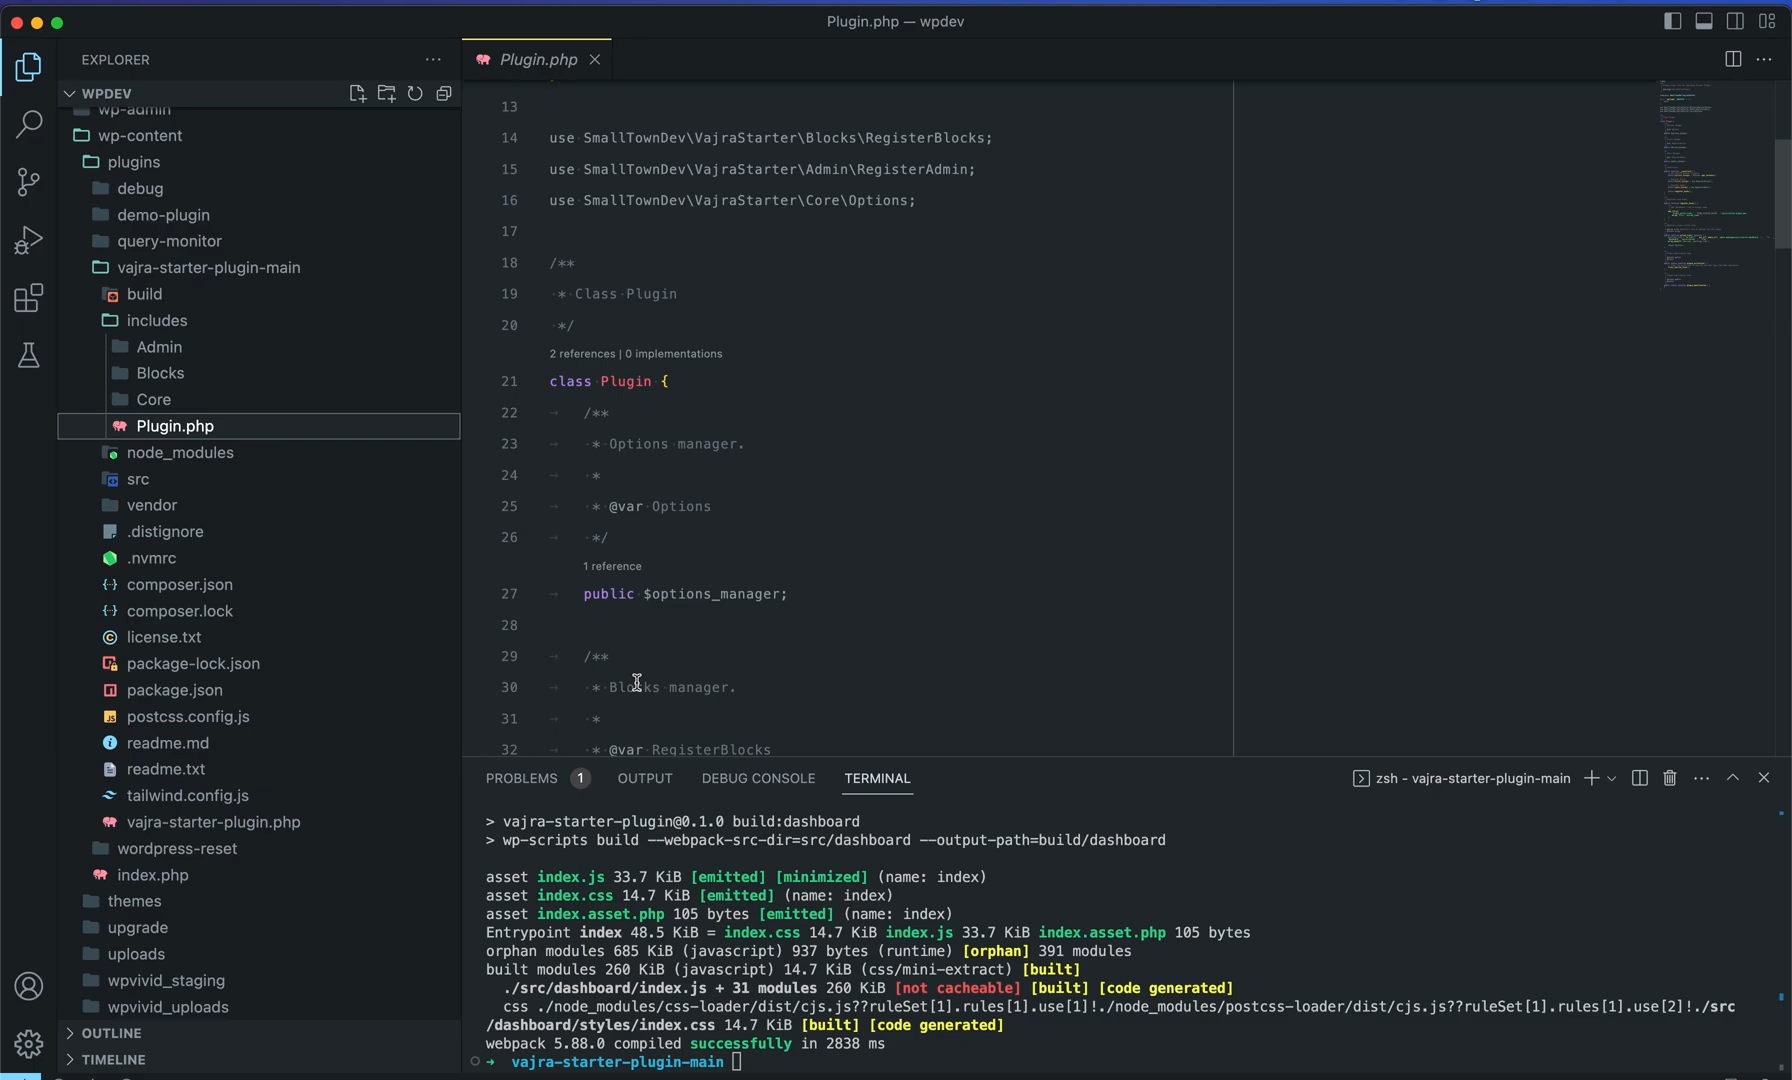 Plugin.php — wpdev
EXPLORER
WPDEV
wp-admin
wp-content
plugins
debug
demo-plugin
query-monitor
vajra-starter-plugin-main
build
includes
Admin
Blocks
Core
Plugin.php
node_modules
src
vendor
.distignore
.nvmrc
composer.json
composer.lock
license.txt
package-lock.json
package.json
postcss.config.js
readme.md
readme.txt
tailwind.config.js
vajra-starter-plugin.php
wordpress-reset
index.php
themes
upgrade
uploads
wpvivid_staging
wpvivid_uploads
OUTLINE
TIMELINE
Plugin.php
13
14 use SmallTownDev\VajraStarter\Blocks\RegisterBlocks;
15 use SmallTownDev\VajraStarter\Admin\RegisterAdmin;
16 use SmallTownDev\VajraStarter\Core\Options;
17
18 /**
19 * Class Plugin
20 */
2 references | 0 implementations
21 class Plugin {
22 /**
23 * Options manager.
24 *
25 * @var Options
26 */
1 reference
27 public $options_manager;
28
29 /**
30 * Blocks manager.
31 *
32 * @var RegisterBlocks
PROBLEMS 1 OUTPUT DEBUG CONSOLE TERMINAL zsh - vajra-starter-plugin-main
> vajra-starter-plugin@0.1.0 build:dashboard
> wp-scripts build --webpack-src-dir=src/dashboard --output-path=build/dashboard
asset index.js 33.7 KiB [emitted] [minimized] (name: index)
asset index.css 14.7 KiB [emitted] (name: index)
asset index.asset.php 105 bytes [emitted] (name: index)
Entrypoint index 48.5 KiB = index.css 14.7 KiB index.js 33.7 KiB index.asset.php 105 bytes
orphan modules 685 KiB (javascript) 937 bytes (runtime) [orphan] 391 modules
built modules 260 KiB (javascript) 14.7 KiB (css/mini-extract) [built]
./src/dashboard/index.js + 31 modules 260 KiB [not cacheable] [built] [code generated]
css ./node_modules/css-loader/dist/cjs.js??ruleSet[1].rules[1].use[1]!./node_modules/postcss-loader/dist/cjs.js??ruleSet[1].rules[1].use[2]!./src
/dashboard/styles/index.css 14.7 KiB [built] [code generated]
webpack 5.88.0 compiled successfully in 2838 ms
➜ vajra-starter-plugin-main